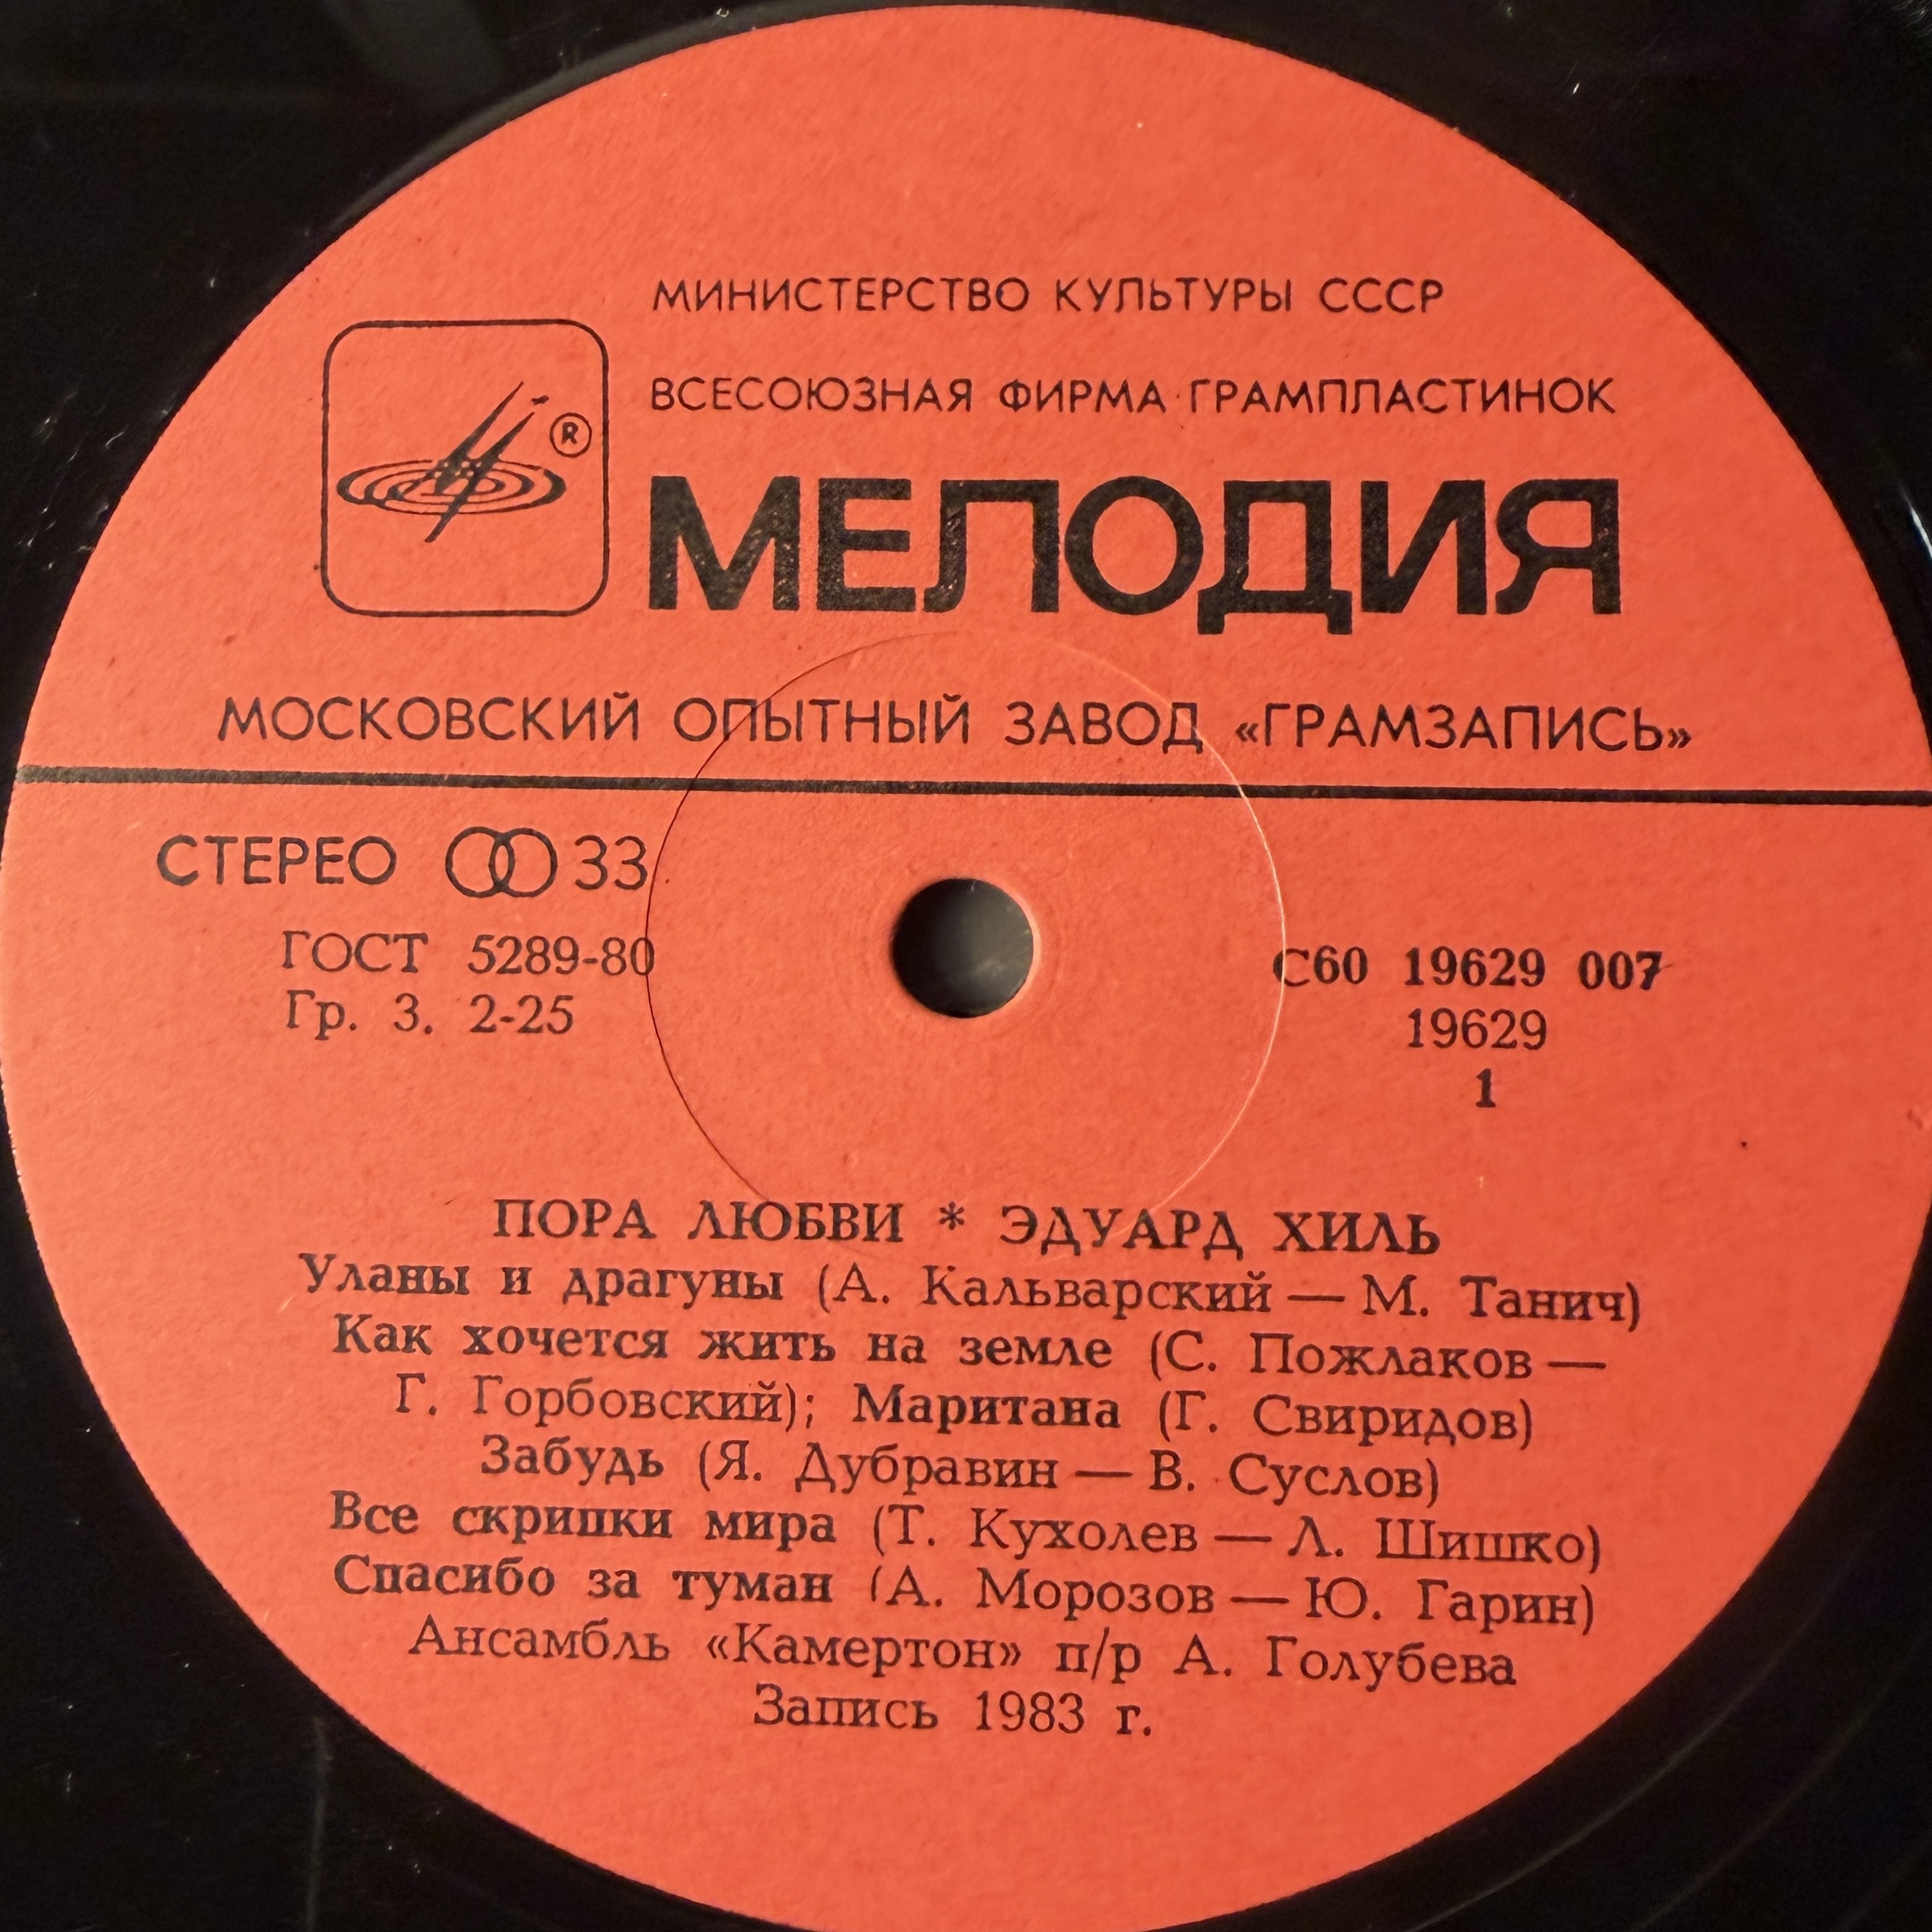 МИНИСТЕРСТВО КУЛЬТУРЫ СССР
ВСЕСОЮЗНАЯ ФИРМА ГРАМПЛАСТИНОК
®
МЕЛОДИЯ
МОСКОВСКИЙ ОПЫТНЫЙ ЗАВОД «ГРАМЗАПИСЬ»
СТЕРЕО 33
ГОСТ 5289-80
Гр. 3. 2-25
С60 19629 007
19629
1
ПОРА ЛЮБВИ * ЭДУАРД ХИЛЬ
Уланы и драгуны (А. Кальварский — М. Танич)
Как хочется жить на земле (С. Пожлаков —
Г. Горбовский); Маритана (Г. Свиридов)
Забудь (Я. Дубравин — В. Суслов)
Все скрипки мира (Т. Кухолев — Л. Шишко)
Спасибо за туман (А. Морозов — Ю. Гарин)
Ансамбль «Камертон» п/р А. Голубева
Запись 1983 г.